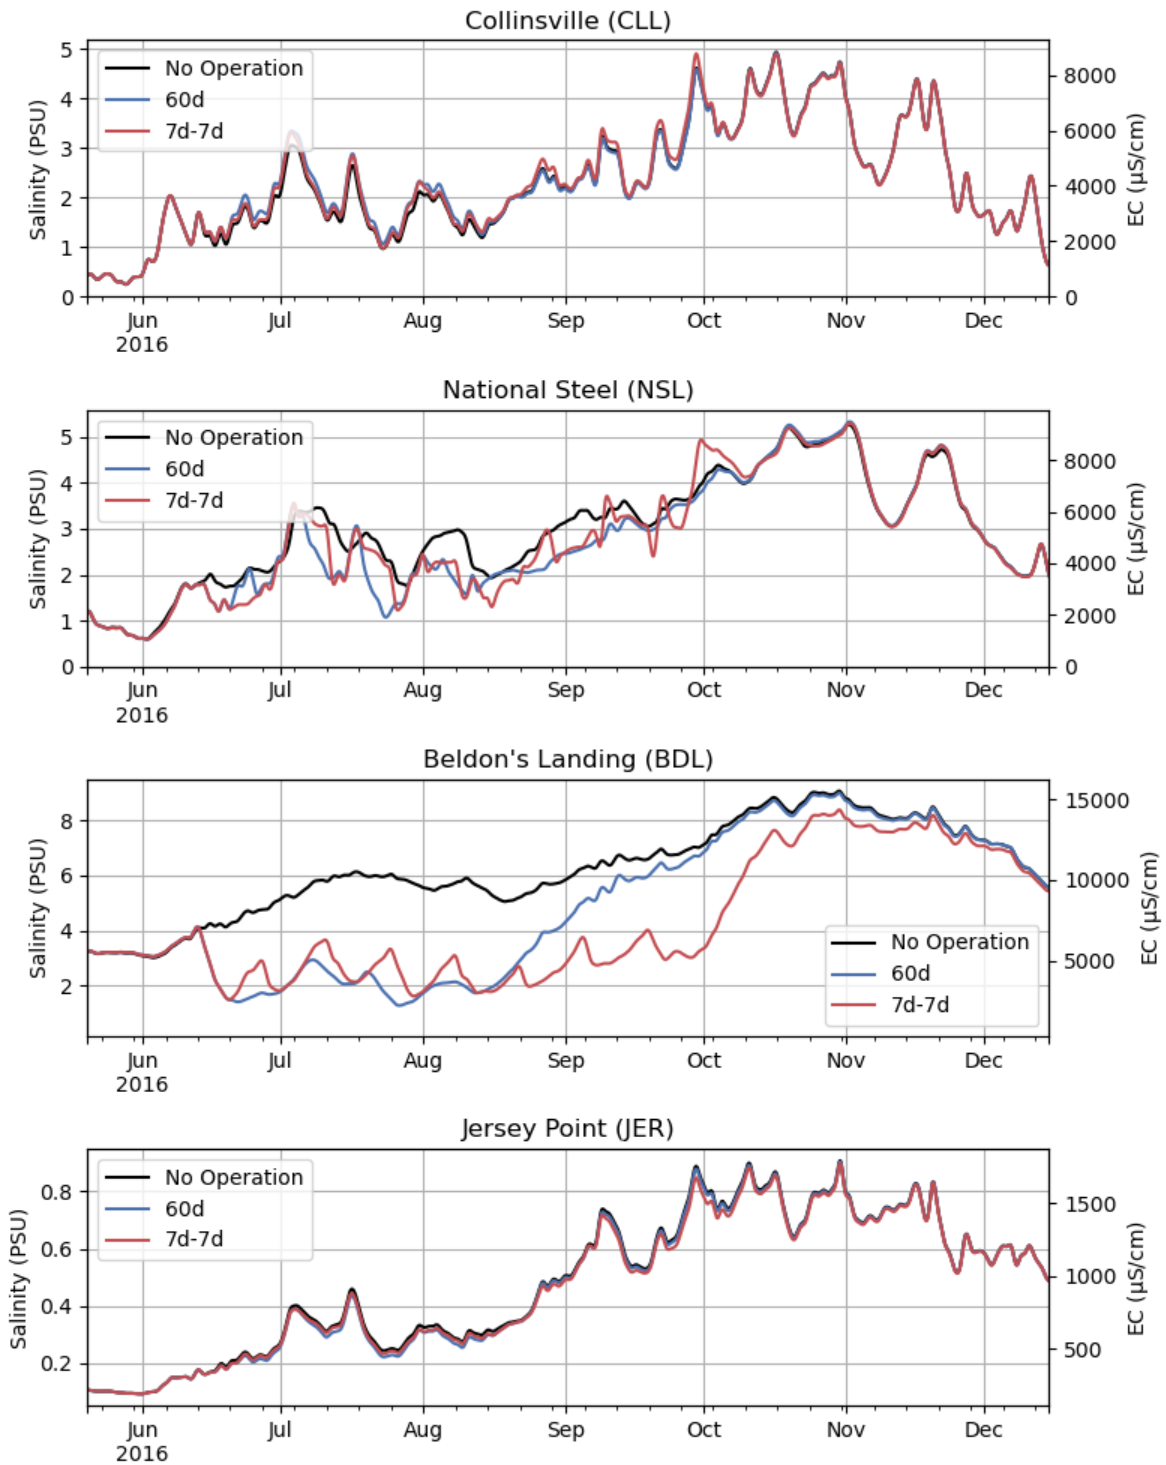 Collinsville (CLL)
No Operation
60d
7d-7d
Salinity (PSU)
5
4
3
2
1
0
8000
6000
4000
2000
0
EC (μS/cm)
Jun
2016
Jul
Aug
Sep
Oct
Nov
Dec
National Steel (NSL)
No Operation
60d
7d-7d
Salinity (PSU)
5
4
3
2
1
0
8000
6000
4000
2000
0
EC (μS/cm)
Jun
2016
Jul
Aug
Sep
Oct
Nov
Dec
Beldon's Landing (BDL)
Salinity (PSU)
8
6
4
2
No Operation
60d
7d-7d
15000
10000
5000
EC (μS/cm)
Jun
2016
Jul
Aug
Sep
Oct
Nov
Dec
Jersey Point (JER)
No Operation
60d
7d-7d
Salinity (PSU)
0.8
0.6
0.4
0.2
1500
1000
500
EC (μS/cm)
Jun
2016
Jul
Aug
Sep
Oct
Nov
Dec